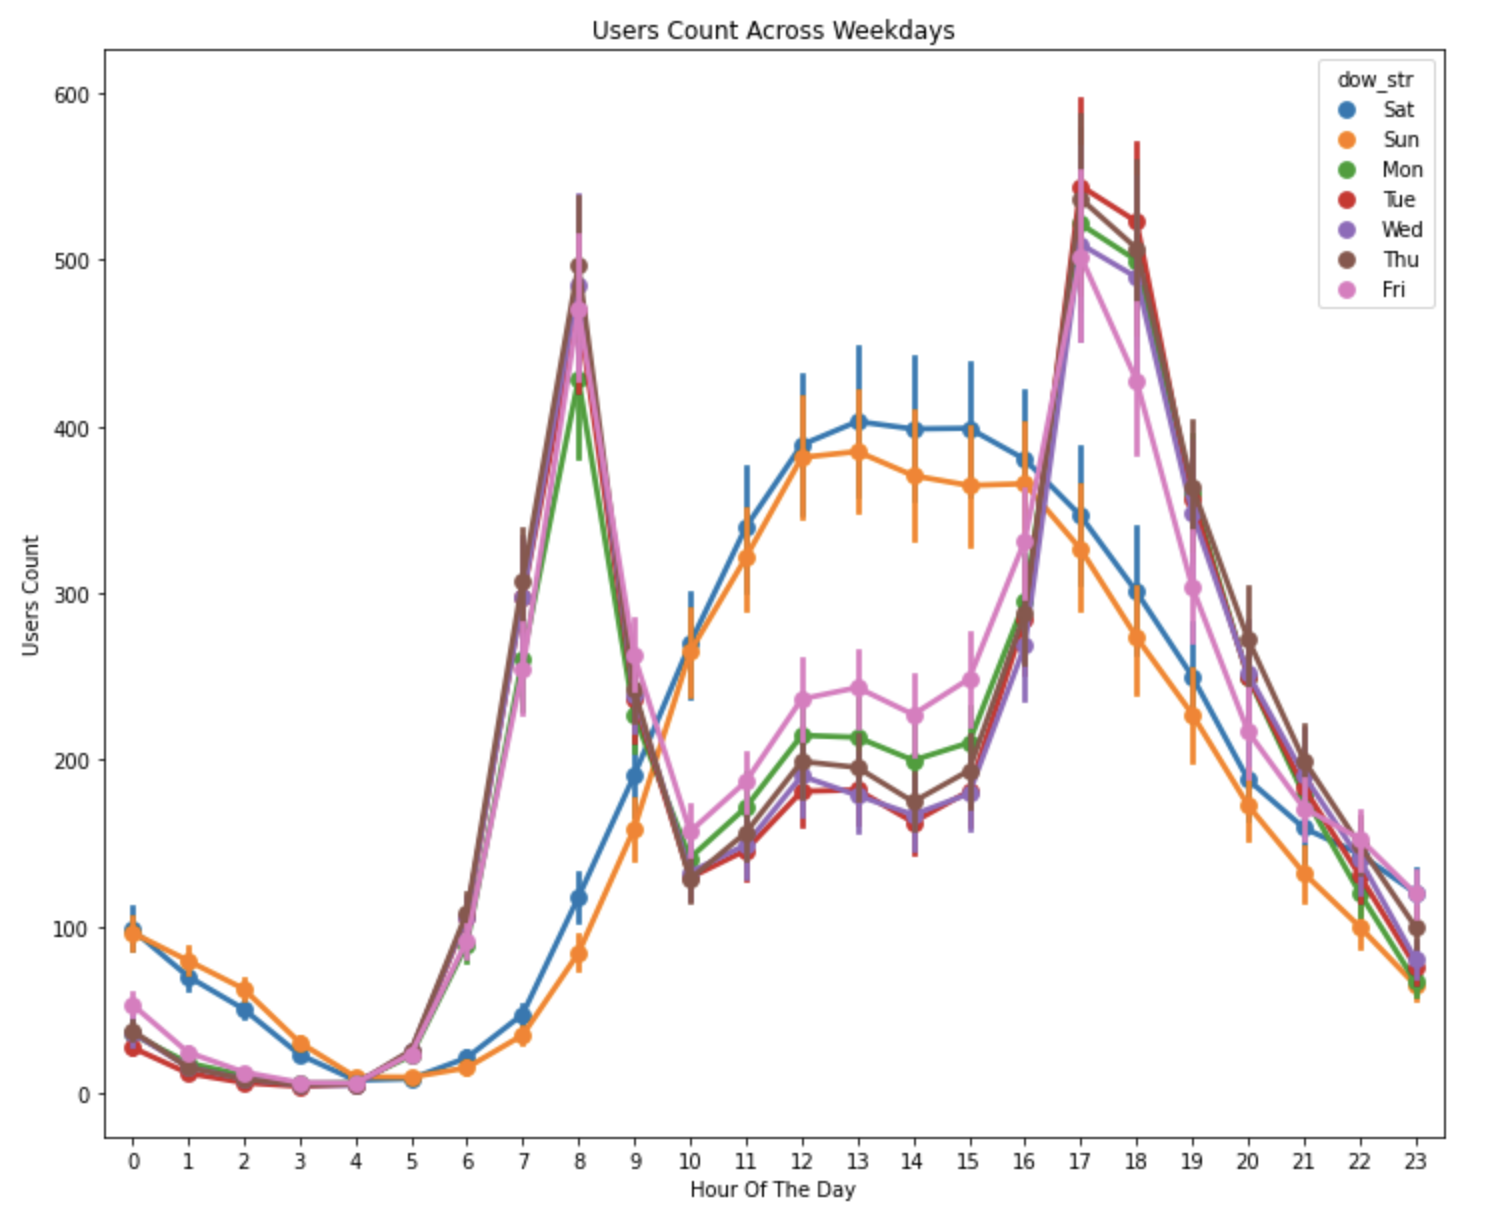 Users Count Across Weekdays
dow_str
Sat
Sun
Mon
Tue
Wed
Thu
Fri
Users Count
600
500
400
300
200
100
0
0 1 2 3 4 5 6 7 8 9 10 11 12 13 14 15 16 17 18 19 20 21 22 23
Hour Of The Day